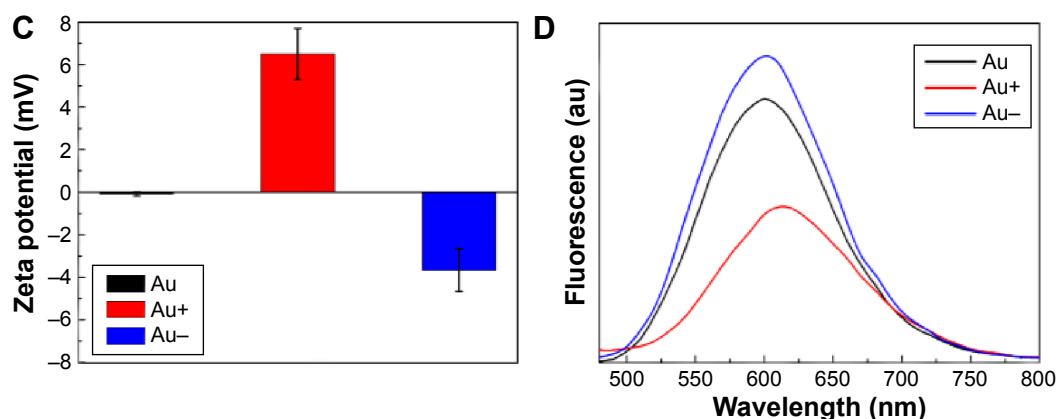 C
Zeta potential (mV)
8
6
4
2
0
–2
–4
–6
–8
Au
Au+
Au–
D
Fluorescence (au)
Au
Au+
Au–
500 550 600 650 700 750 800
Wavelength (nm)